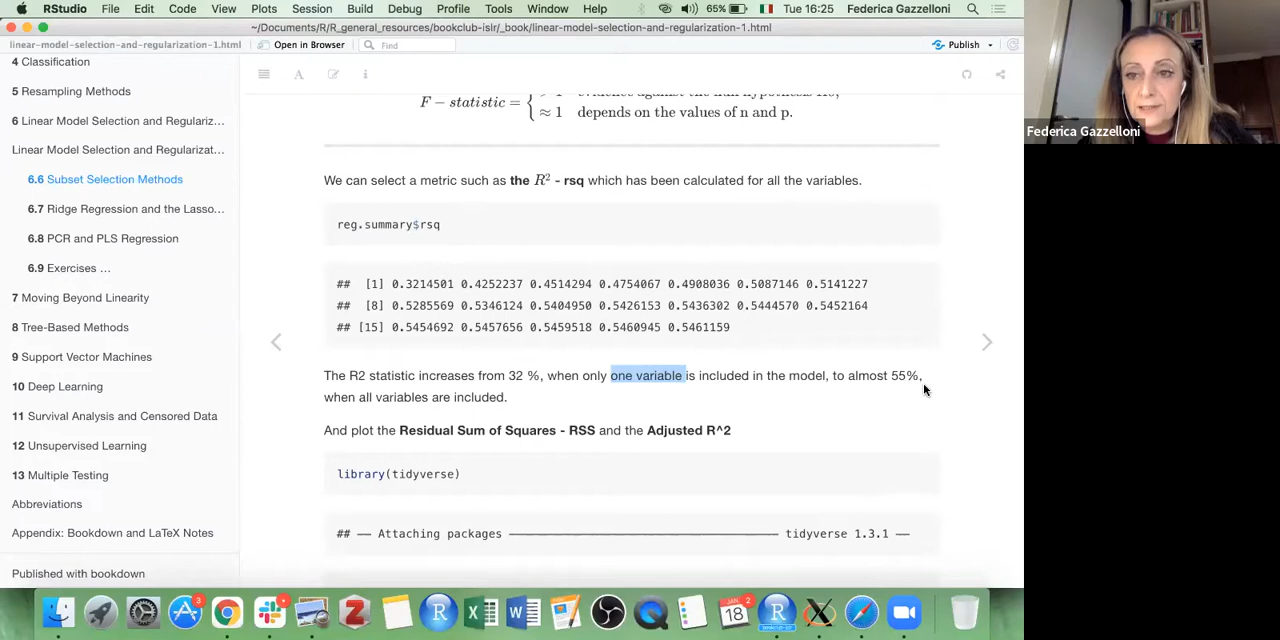 RStudio File Edit Code View Plots Session Build Debug Profile Tools Window Help 65% Tue 16:25 Federica Gazzelloni
~/Documents/R/R_general_resources/bookclub-islr/_book/linear-model-selection-and-regularization-1.html
linear-model-selection-and-regularization-1.html Open in Browser Find Publish
4 Classification
5 Resampling Methods
6 Linear Model Selection and Regulariz...
Linear Model Selection and Regularizat...
6.6 Subset Selection Methods
6.7 Ridge Regression and the Lasso...
6.8 PCR and PLS Regression
6.9 Exercises ...
7 Moving Beyond Linearity
8 Tree-Based Methods
9 Support Vector Machines
10 Deep Learning
11 Survival Analysis and Censored Data
12 Unsupervised Learning
13 Multiple Testing
Abbreviations
Appendix: Bookdown and LaTeX Notes
Published with bookdown
F − statistic = { > 1 evidence against the null hypothesis
≈ 1 depends on the values of n and p.
We can select a metric such as the R² - rsq which has been calculated for all the variables.
reg.summary$rsq
## [1] 0.3214501 0.4252237 0.4514294 0.4754067 0.4908036 0.5087146 0.5141227
## [8] 0.5285569 0.5346124 0.5404950 0.5426153 0.5436302 0.5444570 0.5452164
## [15] 0.5454692 0.5457656 0.5459518 0.5460945 0.5461159
The R2 statistic increases from 32 %, when only one variable is included in the model, to almost 55%,
when all variables are included.
And plot the Residual Sum of Squares - RSS and the Adjusted R^2
library(tidyverse)
## ── Attaching packages ─────────────────────────────── tidyverse 1.3.1 ──
Federica Gazzelloni
3
JAN
18
2